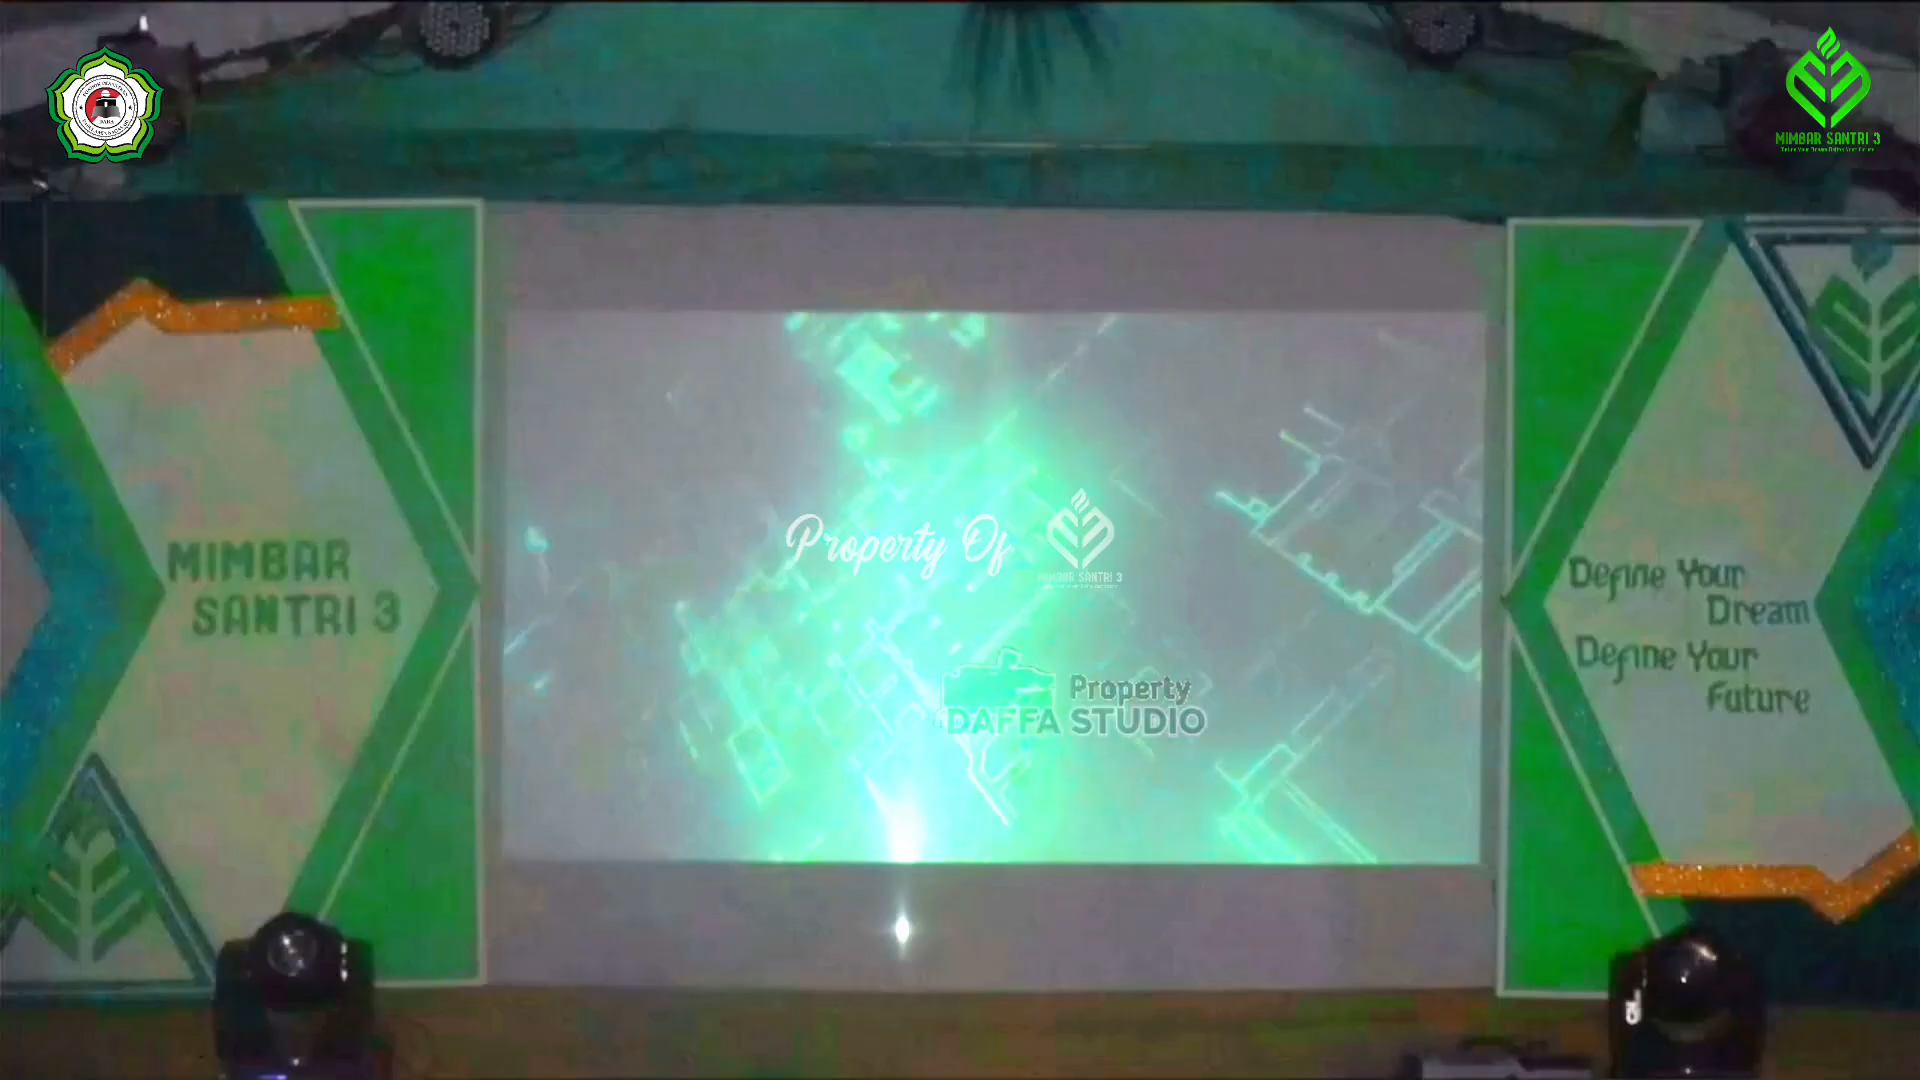 MIMBAR SANTRI 3
MIMBAR
SANTRI 3
Property Of
MIMBAR SANTRI 3
Property
DAFFA STUDIO
Define Your
Dream
Define Your
Future